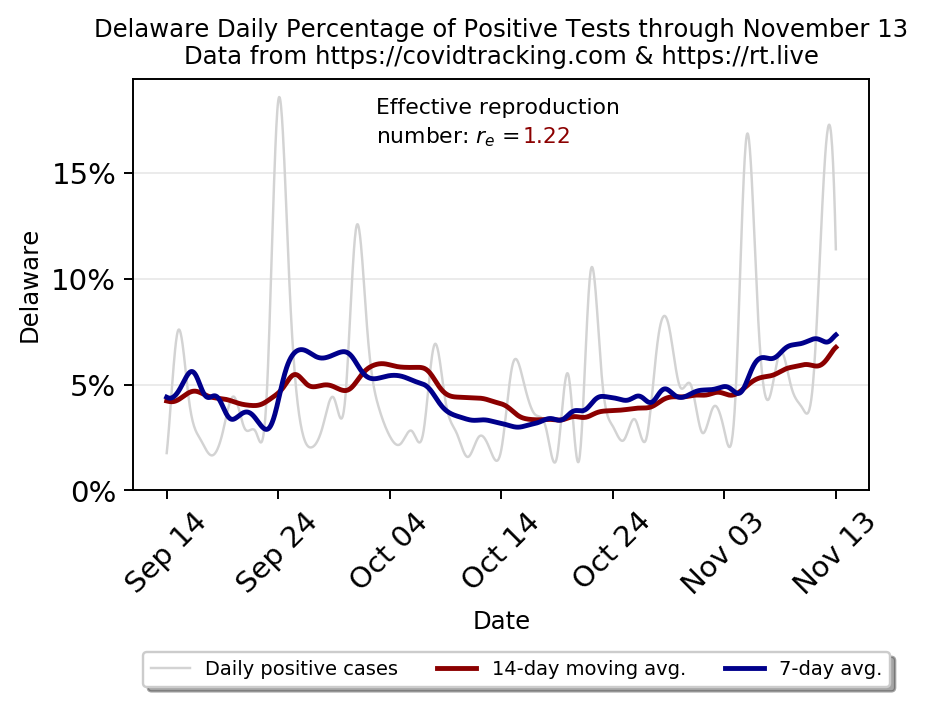 Delaware Daily Percentage of Positive Tests through November 13
Data from https://covidtracking.com & https://rt.live
Effective reproduction
number: rₑ =1.22
15%
10%
5%
0%
Delaware
Sep 14
Sep 24
Oct 04
Oct 14
Oct 24
Nov 03
Nov 13
Date
Daily positive cases
14-day moving avg.
7-day avg.